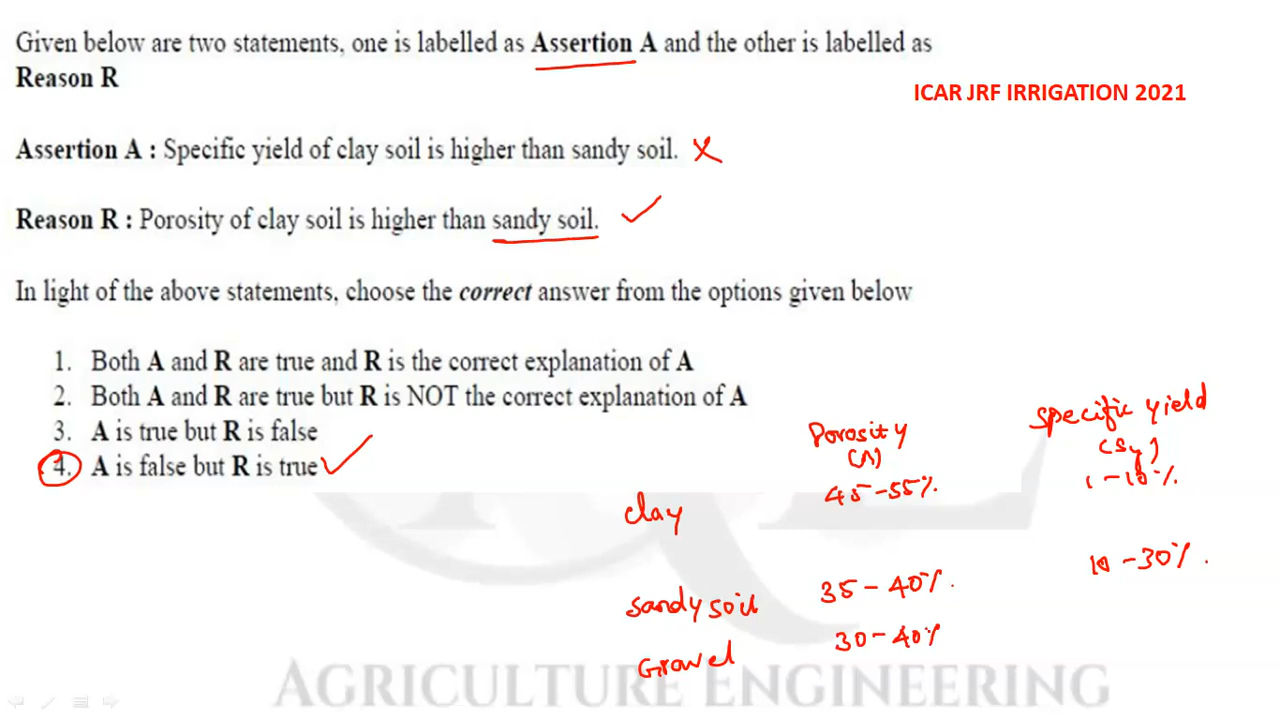 Given below are two statements, one is labelled as Assertion A and the other is labelled as
Reason R
ICAR JRF IRRIGATION 2021
Assertion A : Specific yield of clay soil is higher than sandy soil.
Reason R : Porosity of clay soil is higher than sandy soil.
In light of the above statements, choose the correct answer from the options given below
1. Both A and R are true and R is the correct explanation of A
2. Both A and R are true but R is NOT the correct explanation of A
3. A is true but R is false
4. A is false but R is true
Porosity specific yield
(n) (Sy)
clay 45-55% 1-10%
sandy soil 35-40% 10-30%
Gravel 30-40%
AGRICULTURE ENGINEERING